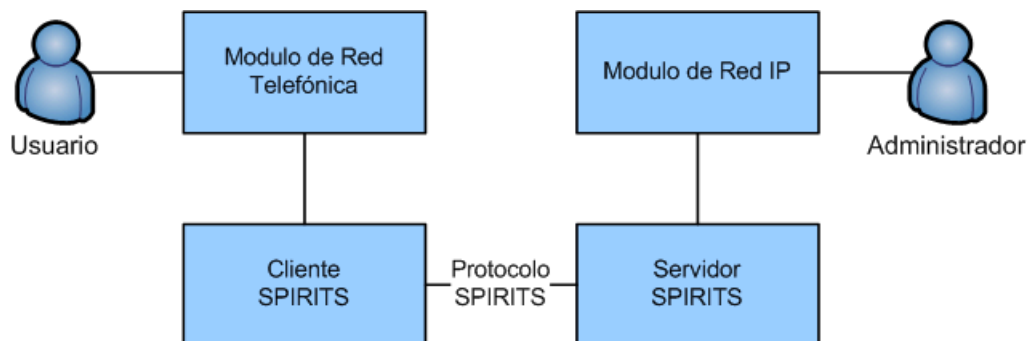 Modulo de Red
Telefónica
Modulo de Red IP
Usuario
Administrador
Cliente
SPIRITS
Protocolo
SPIRITS
Servidor
SPIRITS